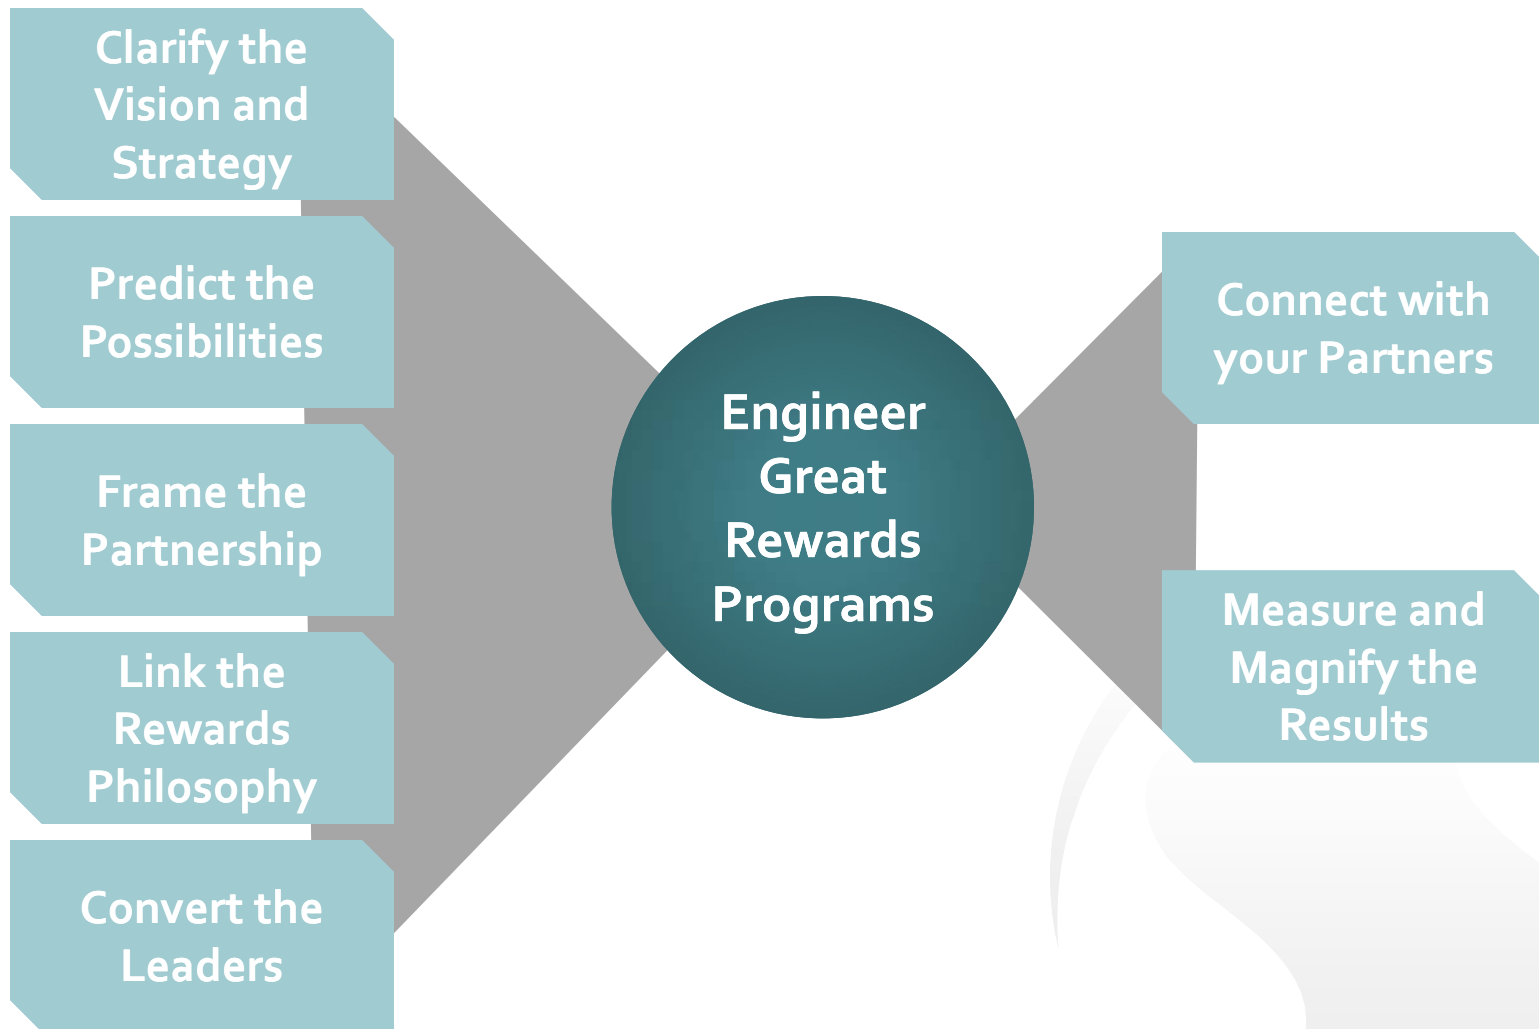 Clarify the
Vision and
Strategy
Predict the
Possibilities
Frame the
Partnership
Link the
Rewards
Philosophy
Convert the
Leaders
Engineer
Great
Rewards
Programs
Connect with
your Partners
Measure and
Magnify the
Results